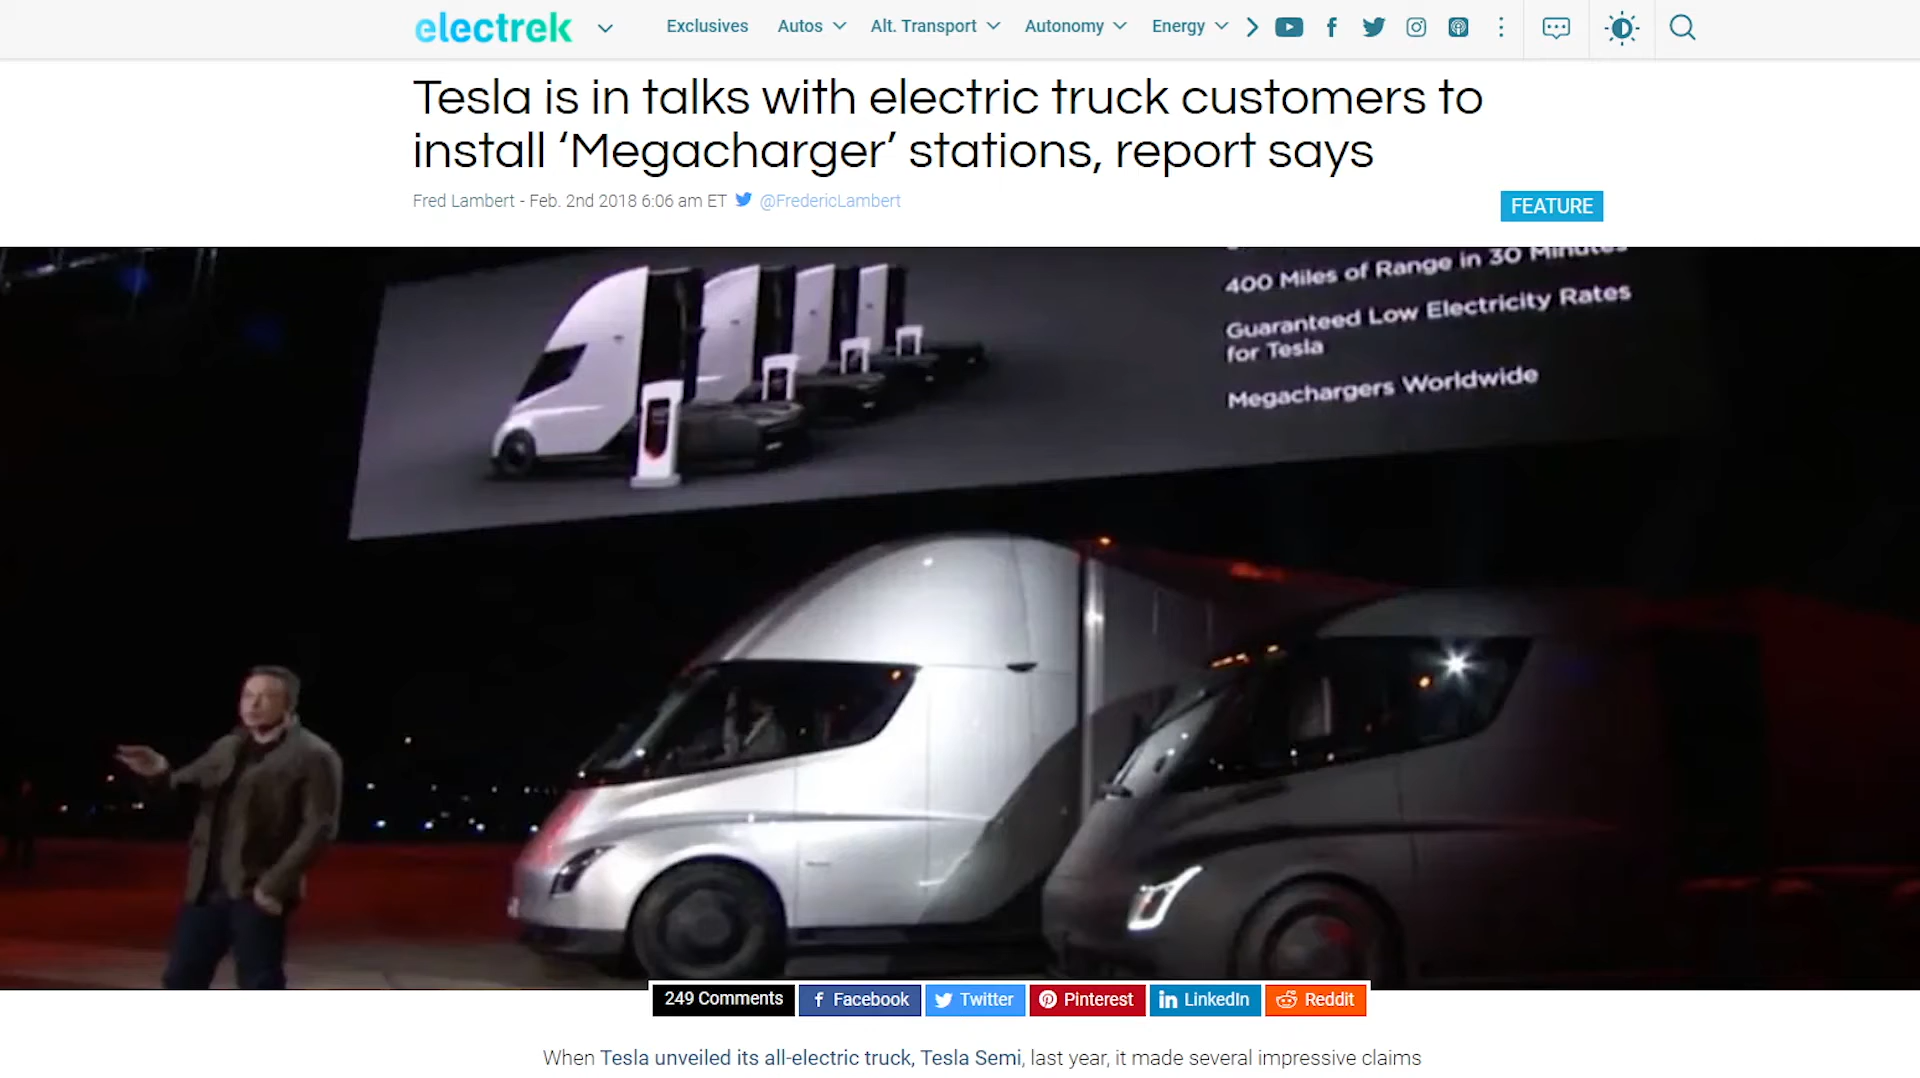 electrek
Exclusives
Autos
Alt. Transport
Autonomy
Energy
Tesla is in talks with electric truck customers to
install ‘Megacharger’ stations, report says
Fred Lambert - Feb. 2nd 2018 6:06 am ET @FredericLambert
FEATURE
400 Miles of Range in 30 Minutes
Guaranteed Low Electricity Rates
for Tesla
Megachargers Worldwide
249 Comments
Facebook
Twitter
Pinterest
LinkedIn
Reddit
When Tesla unveiled its all-electric truck, Tesla Semi, last year, it made several impressive claims